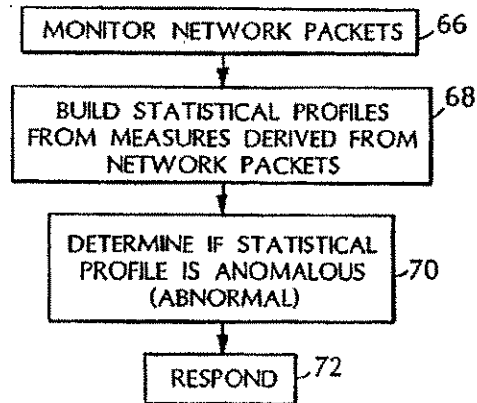 MONITOR NETWORK PACKETS 66
BUILD STATISTICAL PROFILES 68
FROM MEASURES DERIVED FROM
NETWORK PACKETS
DETERMINE IF STATISTICAL
PROFILE IS ANOMALOUS 70
(ABNORMAL)
RESPOND 72